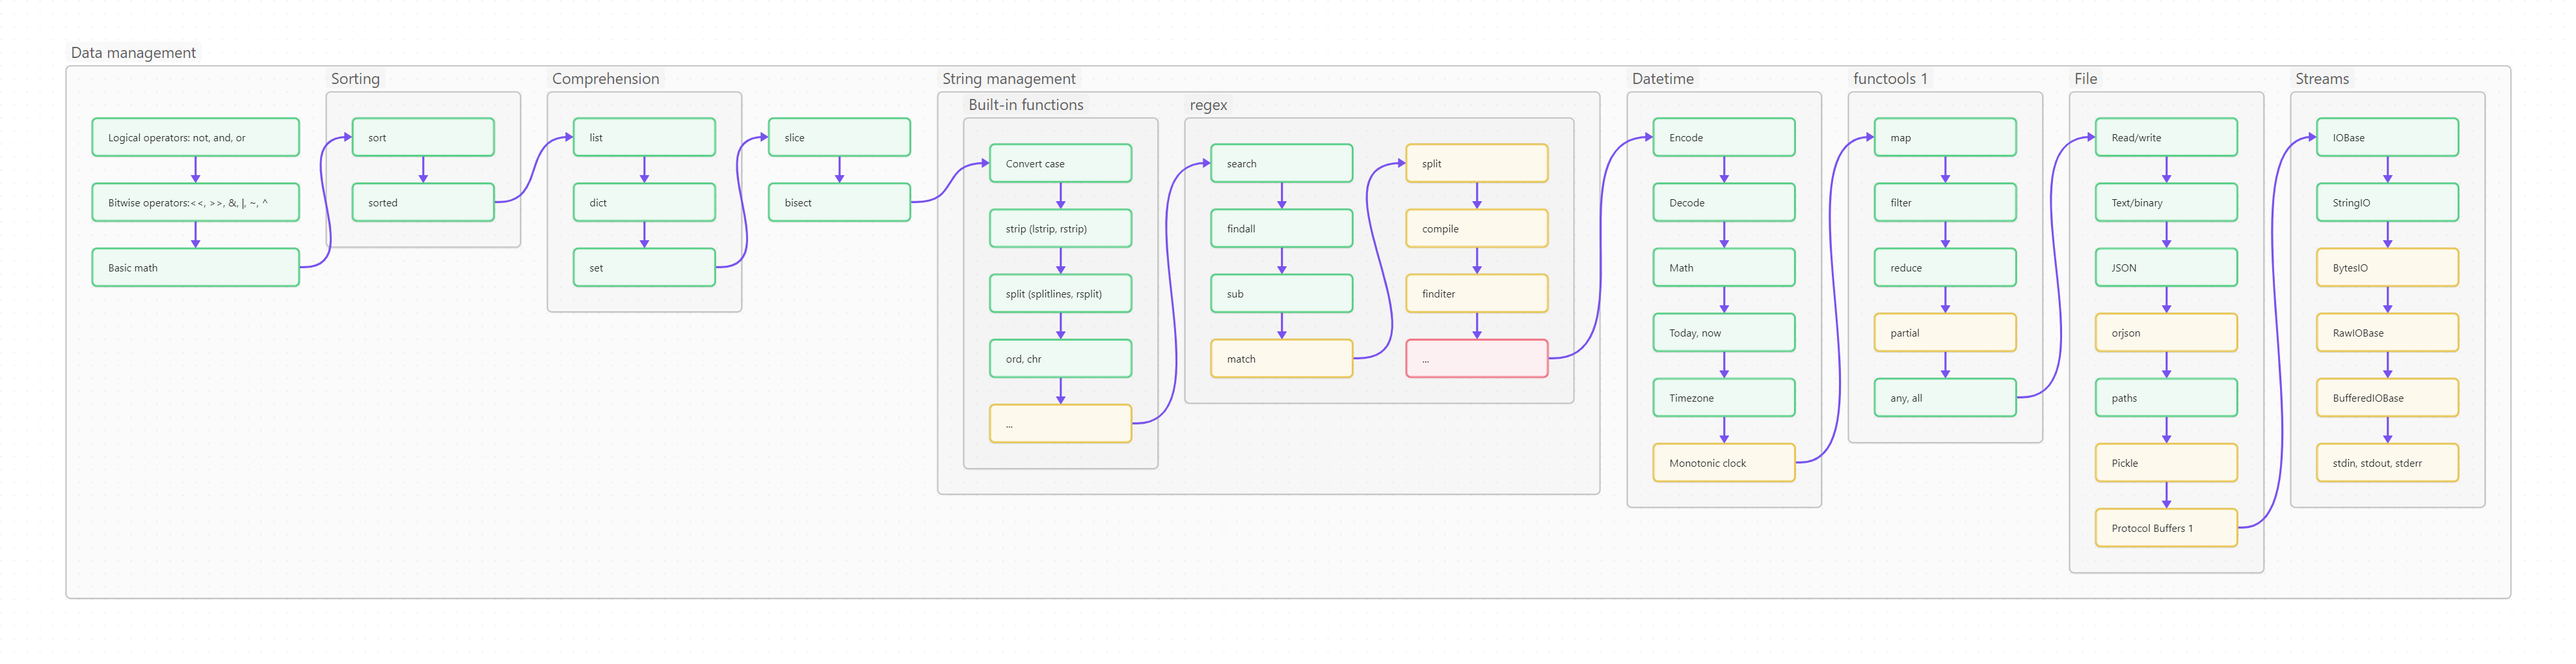 Data management
Logical operators: not, and, or
Bitwise operators:<<, >>, &, |, ~, ^
Basic math
Sorting
sort
sorted
Comprehension
list
dict
set
slice
bisect
String management
Built-in functions
Convert case
strip (lstrip, rstrip)
split (splitlines, rsplit)
ord, chr
...
regex
search
findall
sub
match
split
compile
finditer
...
Datetime
Encode
Decode
Math
Today, now
Timezone
Monotonic clock
functools 1
map
filter
reduce
partial
any, all
File
Read/write
Text/binary
JSON
orjson
paths
Pickle
Protocol Buffers 1
Streams
IOBase
StringIO
BytesIO
RawIOBase
BufferedIOBase
stdin, stdout, stderr